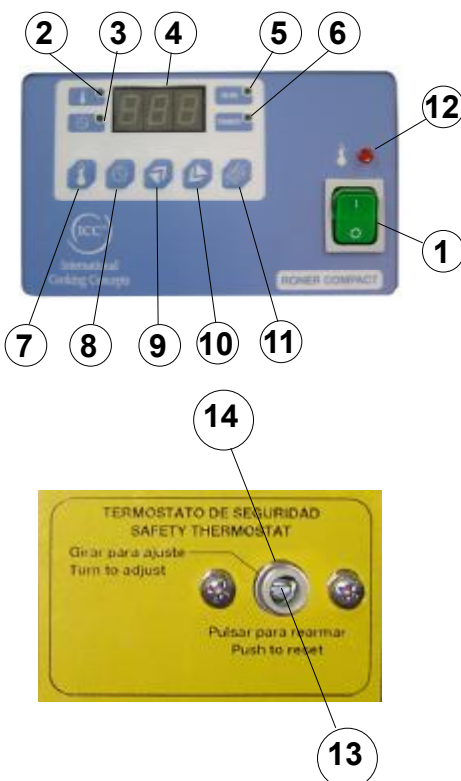 2 3 4 5 6
12
1
ICC
International
Cooking Concepts
RONER COMPACT
7 8 9 10 11
14
TERMOSTATO DE SEGURIDAD
SAFETY THERMOSTAT
Girar para ajuste
Turn to adjust
Pulsar para rearmar
Push to reset
13